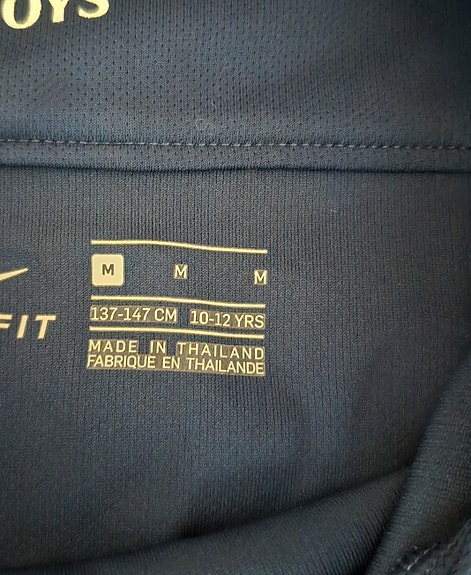 OYS
M M M
FIT
137-147 CM 10-12 YRS
MADE IN THAILAND
FABRIQUE EN THAILANDE